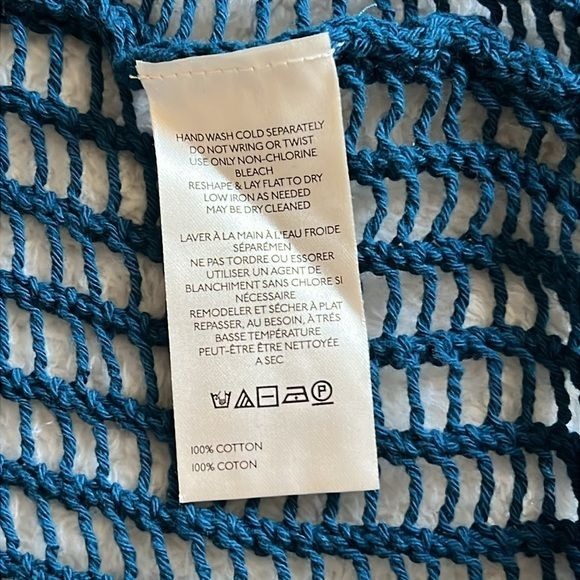 HAND WASH COLD SEPARATELY
DO NOT WRING OR TWIST
USE ONLY NON-CHLORINE
BLEACH
RESHAPE & LAY FLAT TO DRY
LOW IRON AS NEEDED
MAY BE DRY CLEANED
LAVER À LA MAIN À L'EAU FROIDE
SÉPARÉMEN
NE PAS TORDRE OU ESSORER
UTILISER UN AGENT DE
BLANCHIMENT SANS CHLORE SI
NÉCESSAIRE
REMODELER ET SÉCHER À PLAT
REPASSER, AU BESOIN, À TRÉS
BASSE TEMPÉRATURE
PEUT-ÊTRE ÊTRE NETTOYÉE
A SEC
P
100% COTTON
100% COTON